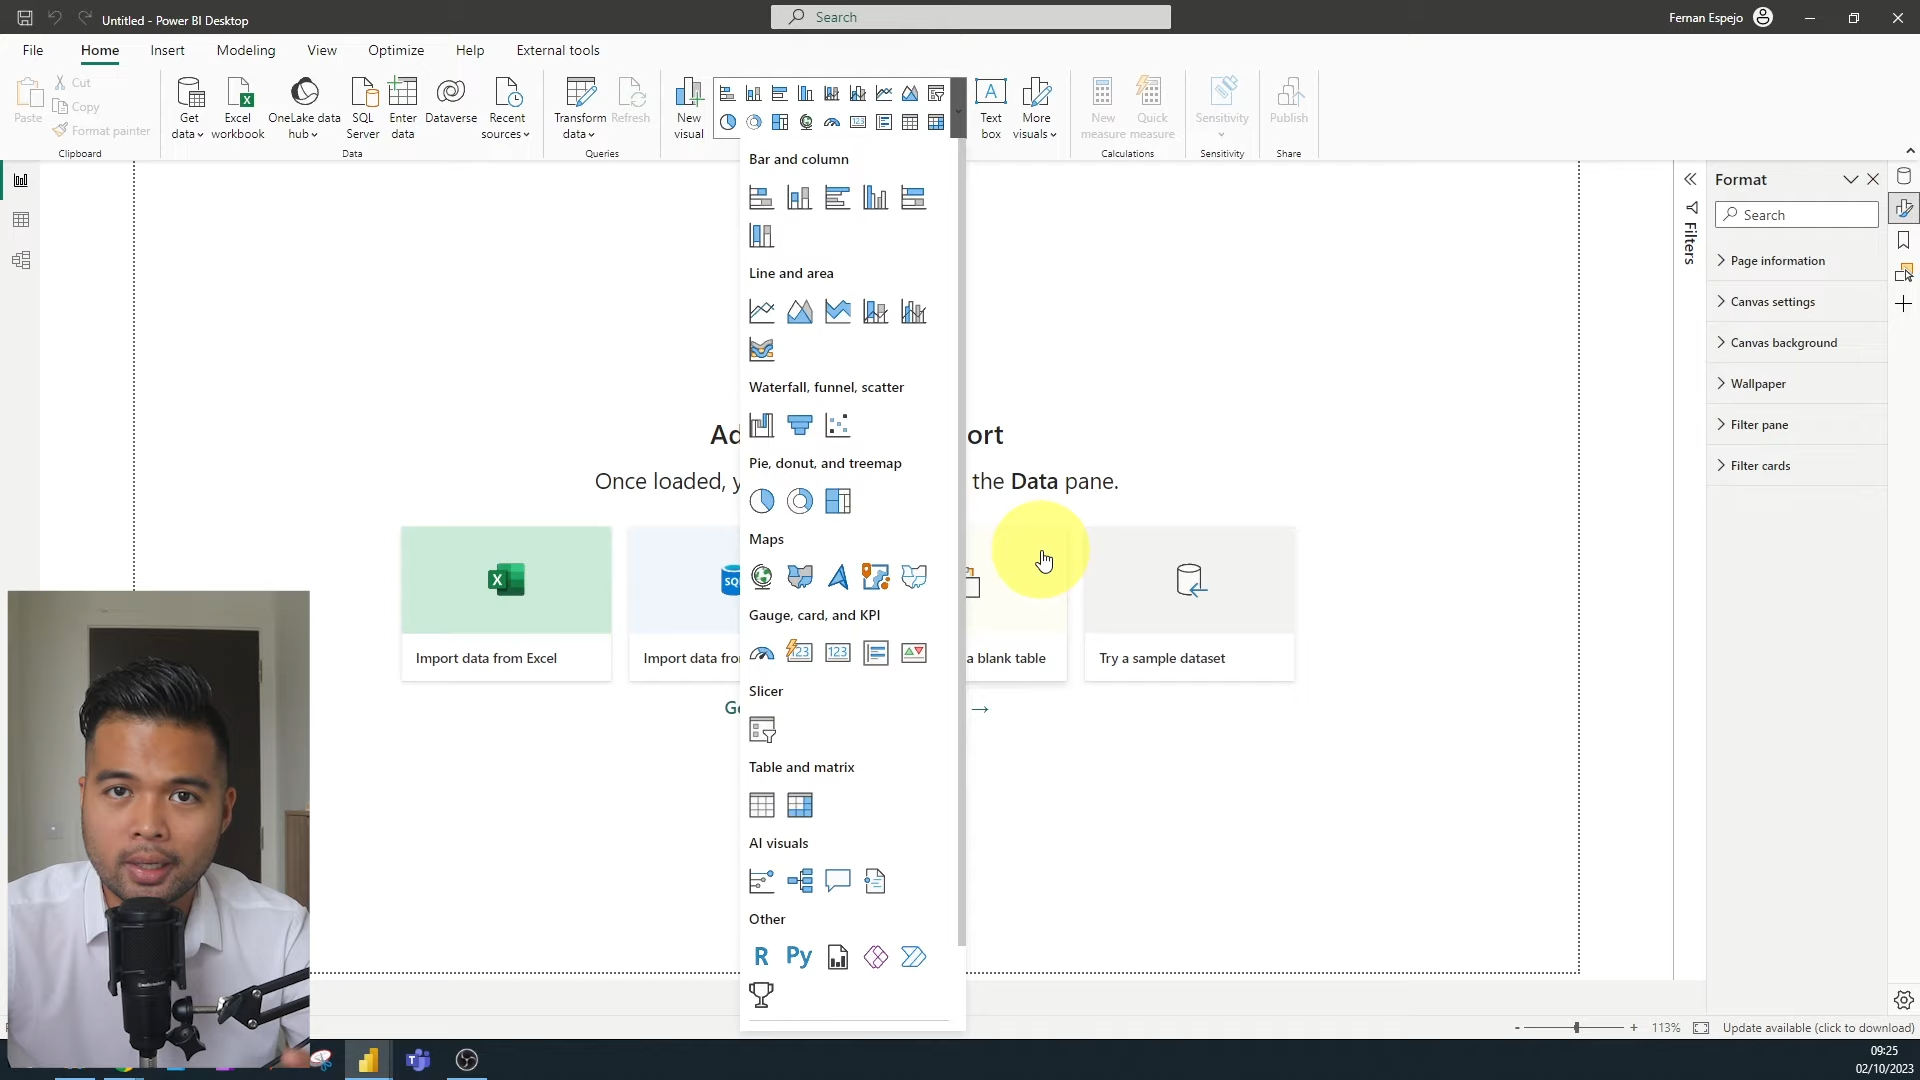 Untitled - Power BI Desktop
Search
Fernan Espejo
File
Home
Insert
Modeling
View
Optimize
Help
External tools
Paste
Cut
Copy
Format painter
Clipboard
Get data
Excel workbook
OneLake data hub
SQL Server
Enter data
Dataverse
Recent sources
Data
Transform data
Refresh
Queries
New visual
Text box
More visuals
New measure
Quick measure
Calculations
Sensitivity
Sensitivity
Publish
Share
Bar and column
Line and area
Waterfall, funnel, scatter
Pie, donut, and treemap
Maps
Gauge, card, and KPI
123
123
Slicer
Table and matrix
AI visuals
Other
R
Py
Ad
ort
Once loaded, y
the Data pane.
Import data from Excel
SQ
Import data fro
a blank table
Try a sample dataset
→
Filters
Format
Search
Page information
Canvas settings
Canvas background
Wallpaper
Filter pane
Filter cards
- + 113%
Update available (click to download)
09:25
02/10/2023